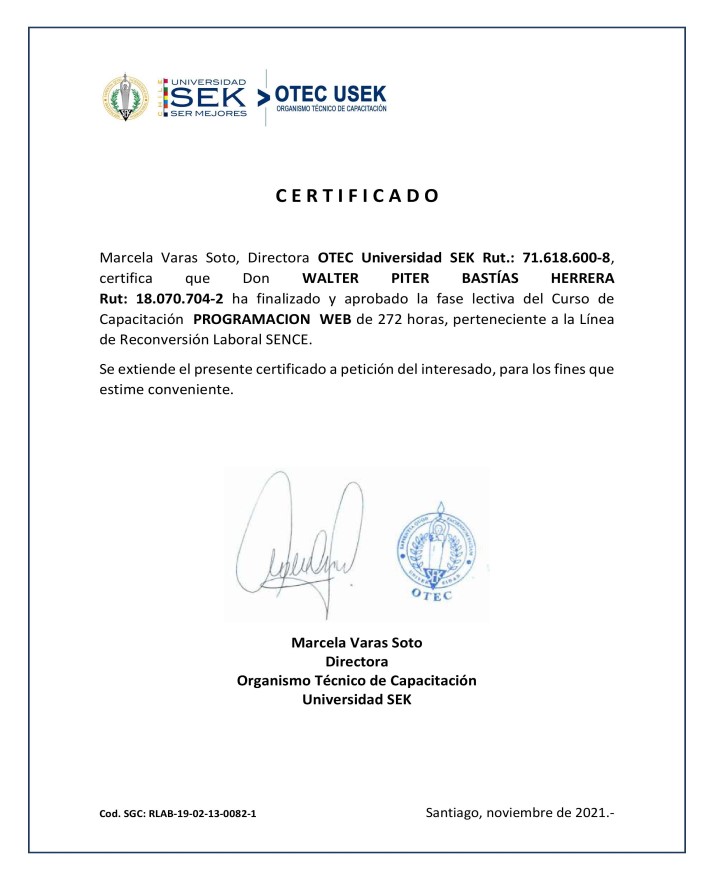 UNIVERSIDAD
SEK
SER MEJORES
OTEC USEK
ORGANISMO TÉCNICO DE CAPACITACIÓN
CERTIFICADO
Marcela Varas Soto, Directora OTEC Universidad SEK Rut.: 71.618.600-8,
certifica que Don WALTER PITER BASTÍAS HERRERA
Rut: 18.070.704-2 ha finalizado y aprobado la fase lectiva del Curso de
Capacitación PROGRAMACION WEB de 272 horas, perteneciente a la Línea
de Reconversión Laboral SENCE.
Se extiende el presente certificado a petición del interesado, para los fines que
estime conveniente.
UNIVERSIDAD
SEK
OTEC
Marcela Varas Soto
Directora
Organismo Técnico de Capacitación
Universidad SEK
Cod. SGC: RLAB-19-02-13-0082-1
Santiago, noviembre de 2021.-